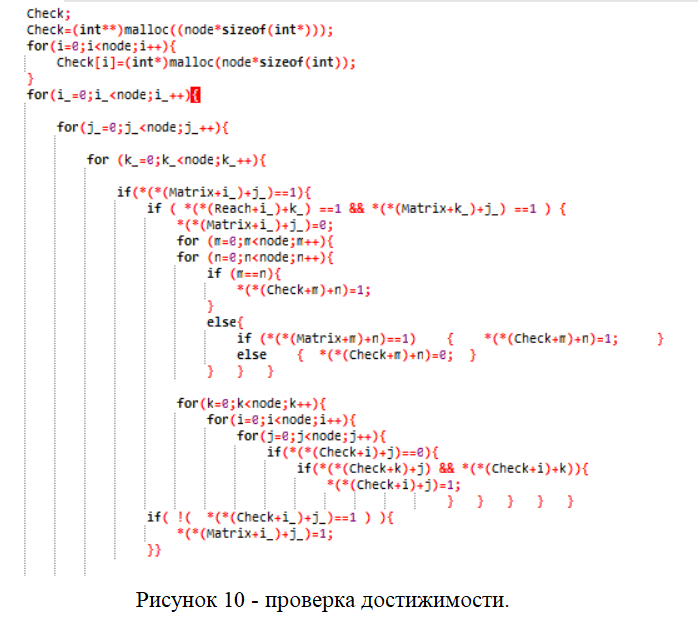 Check;
Check=(int**)malloc((node*sizeof(int*)));
for(i=0;i<node;i++){
Check[i]=(int*)malloc(node*sizeof(int));
}
for(i_=0;i_<node;i_++){
for(j_=0;j_<node;j_++){
for (k_=0;k_<node;k_++){
if(*(*(Matrix+i_)+j_)==1){
if ( *(*(Reach+i_)+k_) ==1 && *(*(Matrix+k_)+j_) ==1 ) {
*(*(Matrix+i_)+j_)=0;
for (m=0;m<node;m++){
for (n=0;n<node;n++){
if (m==n){
*(*(Check+m)+n)=1;
}
else{
if (*(*(Matrix+m)+n)==1) { *(*(Check+m)+n)=1; }
else { *(*(Check+m)+n)=0; }
} } }
for(k=0;k<node;k++){
for(i=0;i<node;i++){
for(j=0;j<node;j++){
if(*(*(Check+i)+j)==0){
if(*(*(Check+k)+j) && *(*(Check+i)+k)){
*(*(Check+i)+j)=1;
} } } } }
if( !( *(*(Check+i_)+j_)==1 ) ){
*(*(Matrix+i_)+j_)=1;
}}
Рисунок 10 - проверка достижимости.